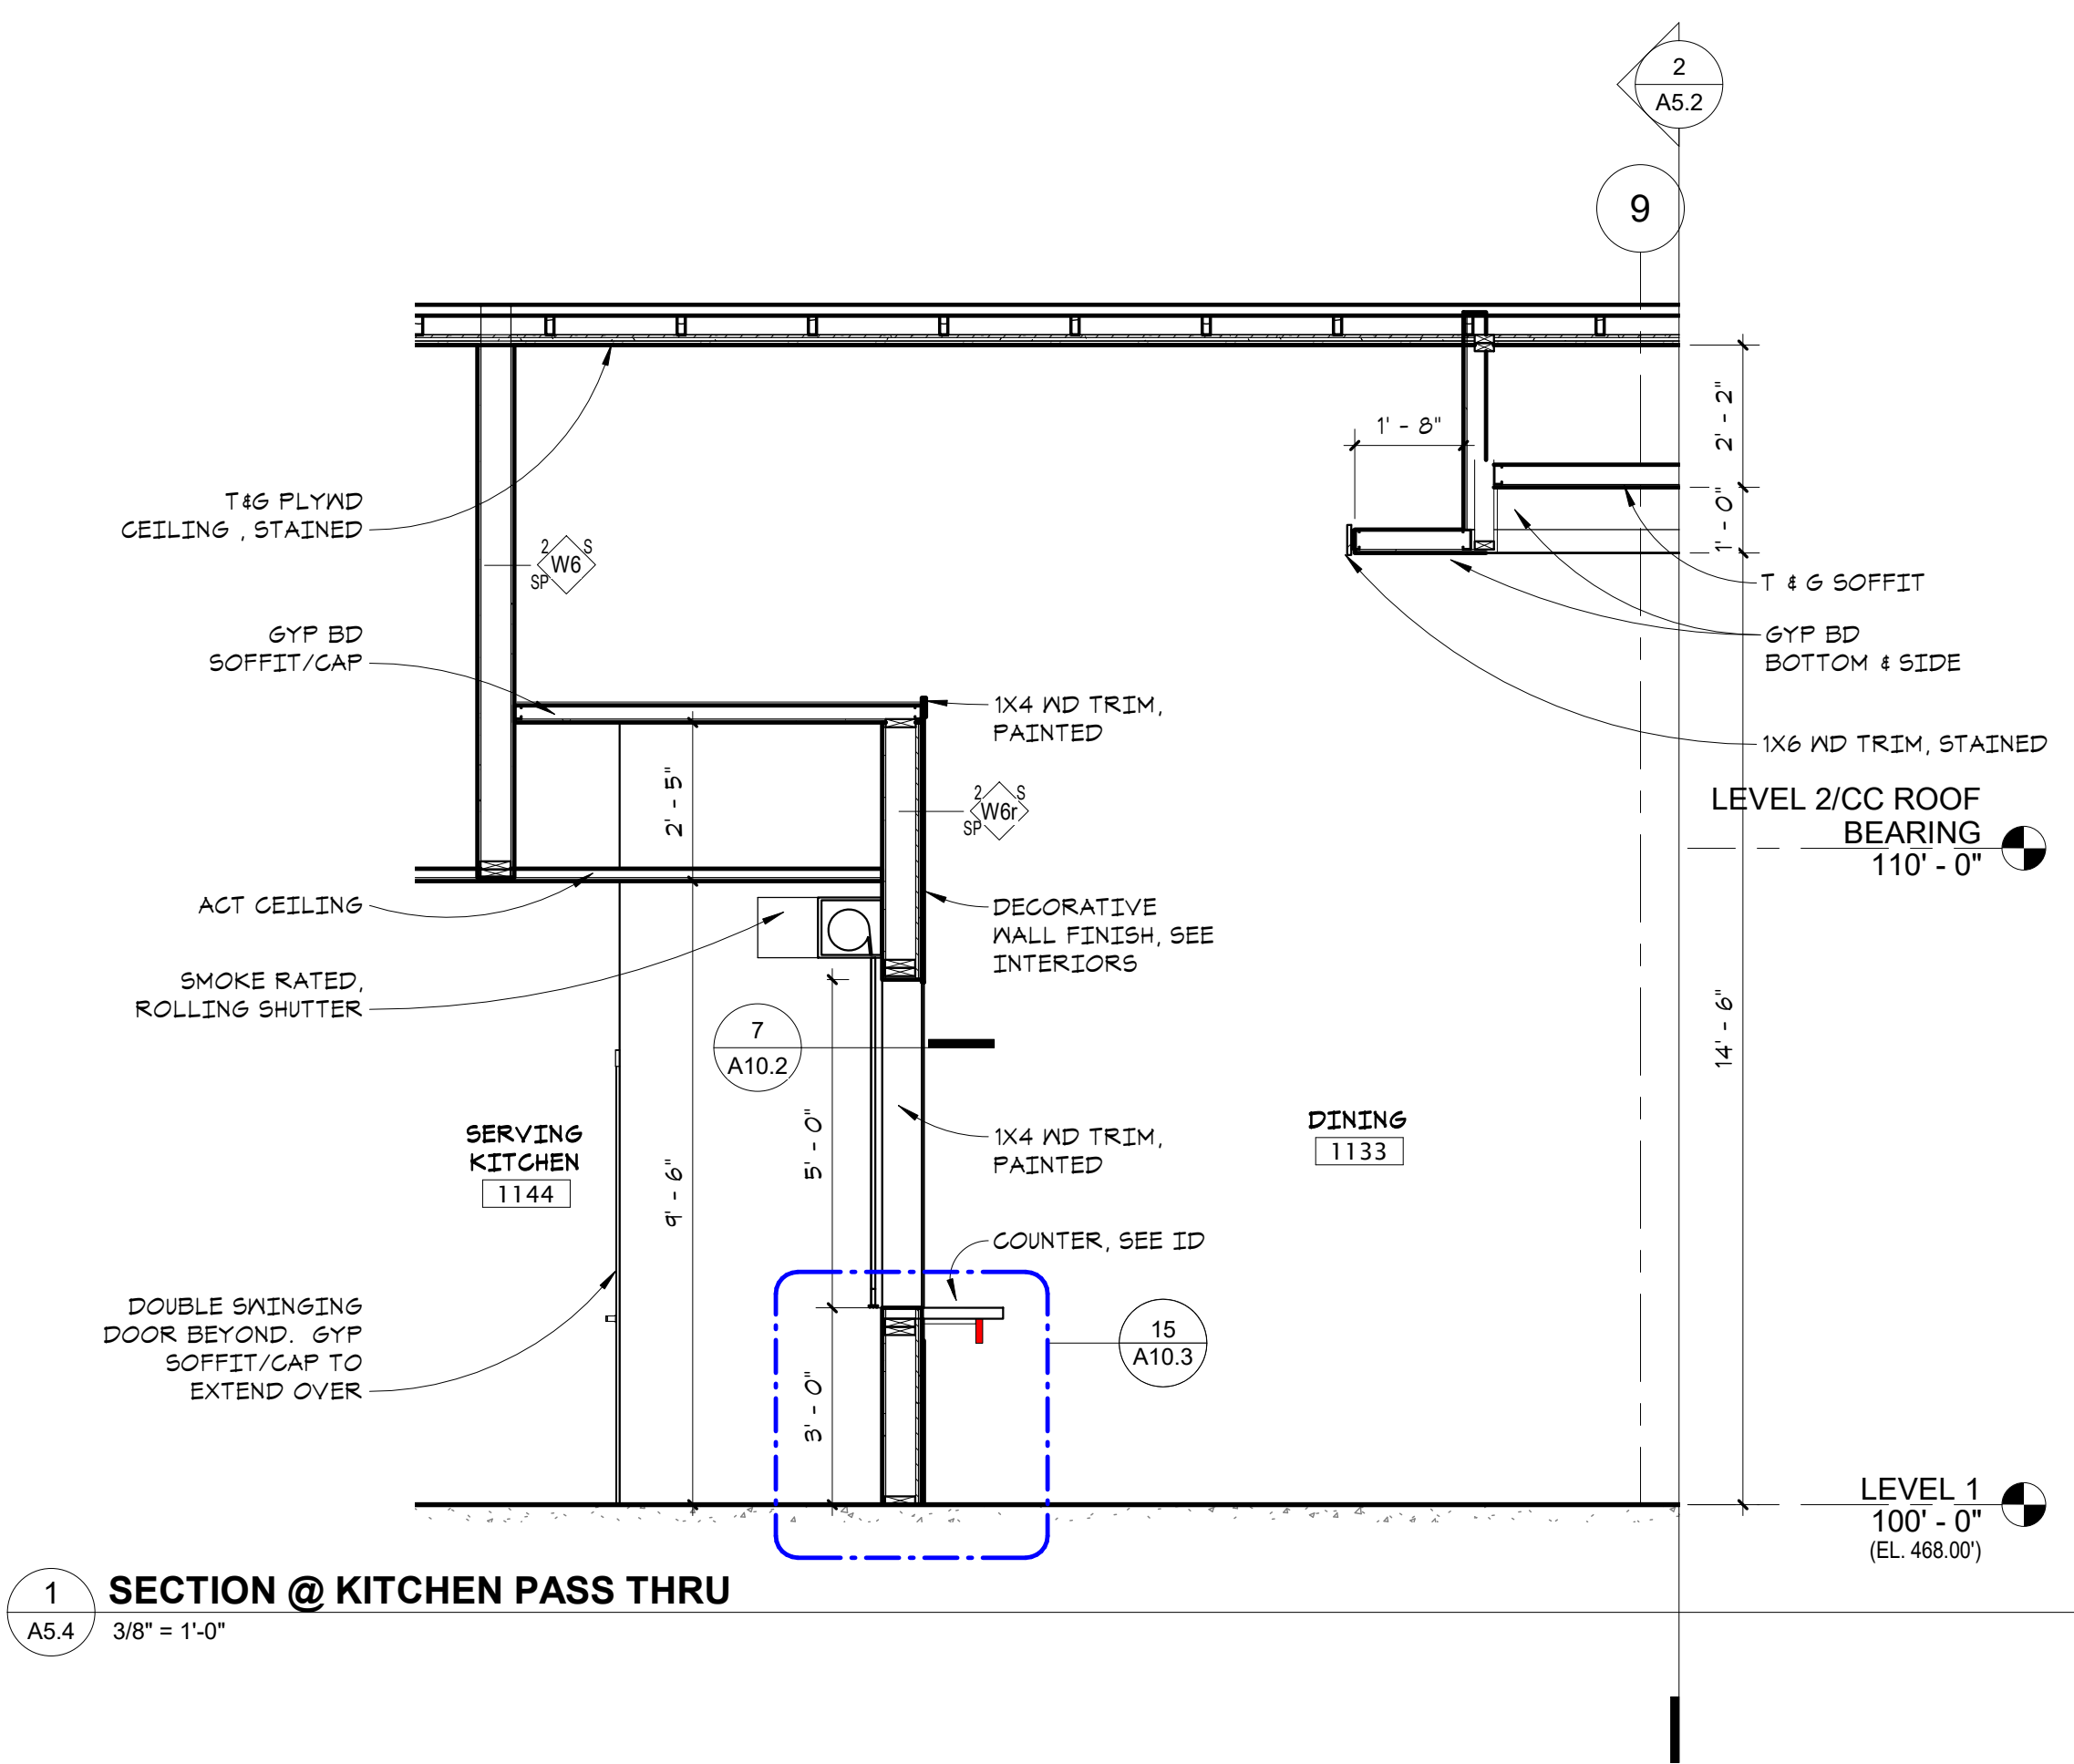 2
A5.2
9
2' - 2"
1' - 8"
1' - 0"
T&G PLYWD
CEILING , STAINED
2 S
W6
SP
T & G SOFFIT
GYP BD
SOFFIT/CAP
GYP BD
BOTTOM & SIDE
1X4 WD TRIM,
PAINTED
1X6 WD TRIM, STAINED
2' - 5"
2 S
W6r
SP
LEVEL 2/CC ROOF
BEARING
110' - 0"
ACT CEILING
DECORATIVE
WALL FINISH, SEE
INTERIORS
SMOKE RATED,
ROLLING SHUTTER
7
A10.2
14' - 6"
SERVING
KITCHEN
1144
9' - 6"
5' - 0"
1X4 WD TRIM,
PAINTED
DINING
1133
COUNTER, SEE ID
DOUBLE SWINGING
DOOR BEYOND. GYP
SOFFIT/CAP TO
EXTEND OVER
3' - 0"
15
A10.3
LEVEL 1
100' - 0"
(EL. 468.00')
1
A5.4
SECTION @ KITCHEN PASS THRU
3/8" = 1'-0"